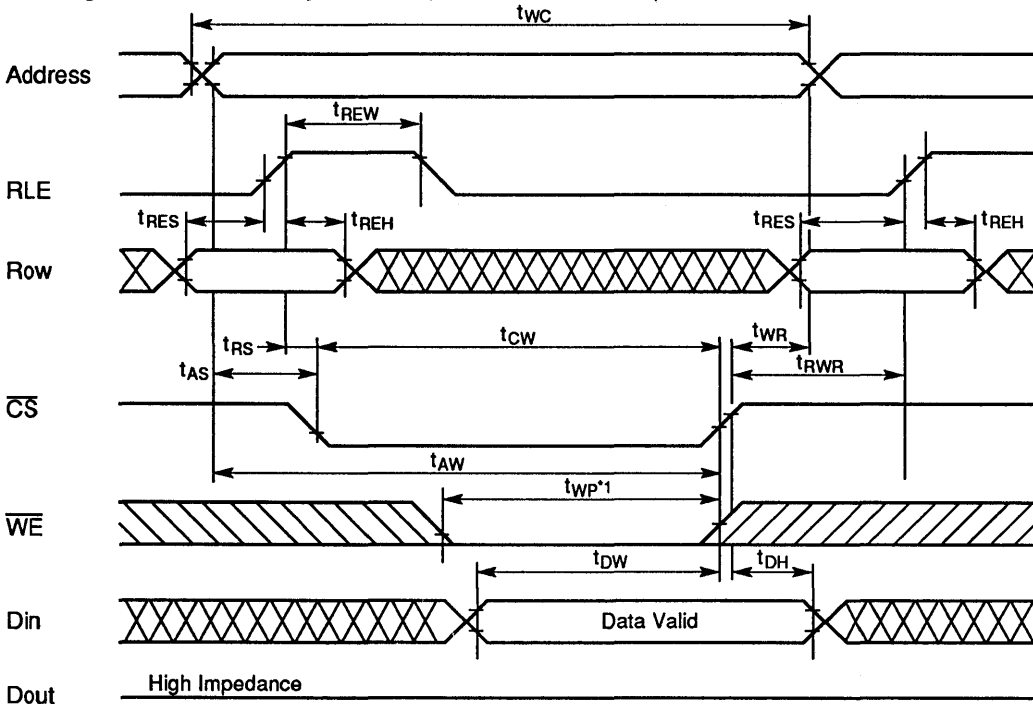 tWC
Address
tREW
RLE
tRES
tREH
tRES
tREH
Row
tRS
tCW
tWR
tAS
tRWR
CS
tAW
tWP*1
WE
tDW
tDH
Din
Data Valid
Dout
High Impedance